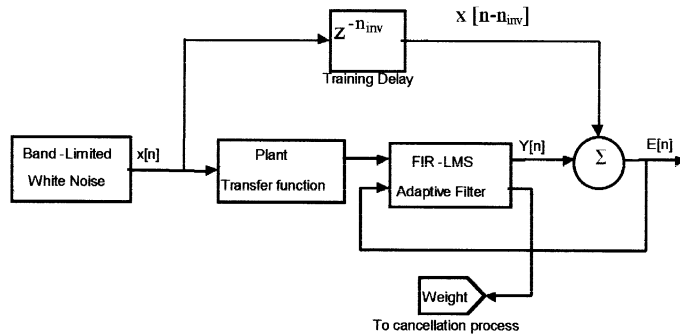 z^-n_inv
x [n-n_inv]
Training Delay
Band-Limited
White Noise
x[n]
Plant
Transfer function
FIR-LMS
Adaptive Filter
Y[n]
Σ
E[n]
Weight
To cancellation process